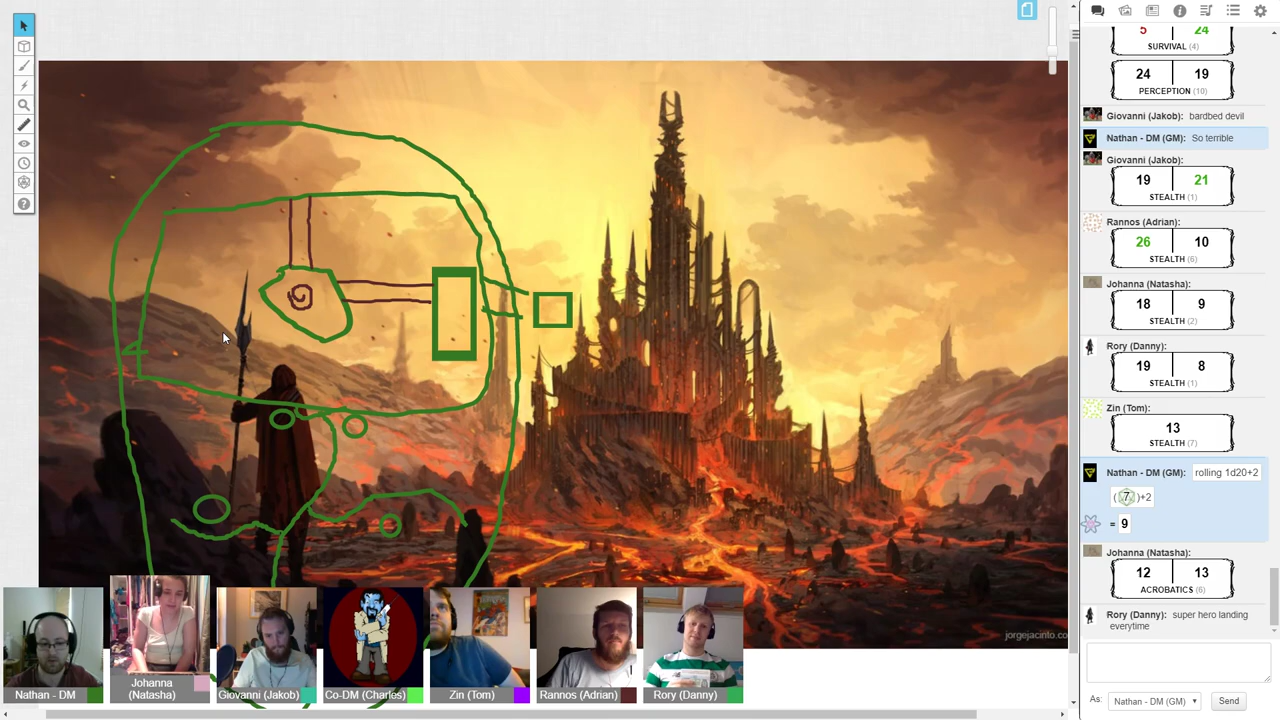 5 24
SURVIVAL (4)
24 19
PERCEPTION (10)
Giovanni (Jakob): bardbed devil
Nathan - DM (GM): So terrible
Giovanni (Jakob):
19 21
STEALTH (1)
Rannos (Adrian):
26 10
STEALTH (6)
Johanna (Natasha):
18 9
STEALTH (2)
Rory (Danny):
19 8
STEALTH (1)
Zin (Tom):
13
STEALTH (7)
Nathan - DM (GM): rolling 1d20+2
(7)+2
= 9
Johanna (Natasha):
12 13
ACROBATICS (6)
Rory (Danny): super hero landing
everytime
jorgejacinto.co
Nathan - DM
Johanna
(Natasha)
Giovanni (Jakob)
Co-DM (Charles)
Zin (Tom)
Rannos (Adrian)
Rory (Danny)
As: Nathan - DM (GM) Send